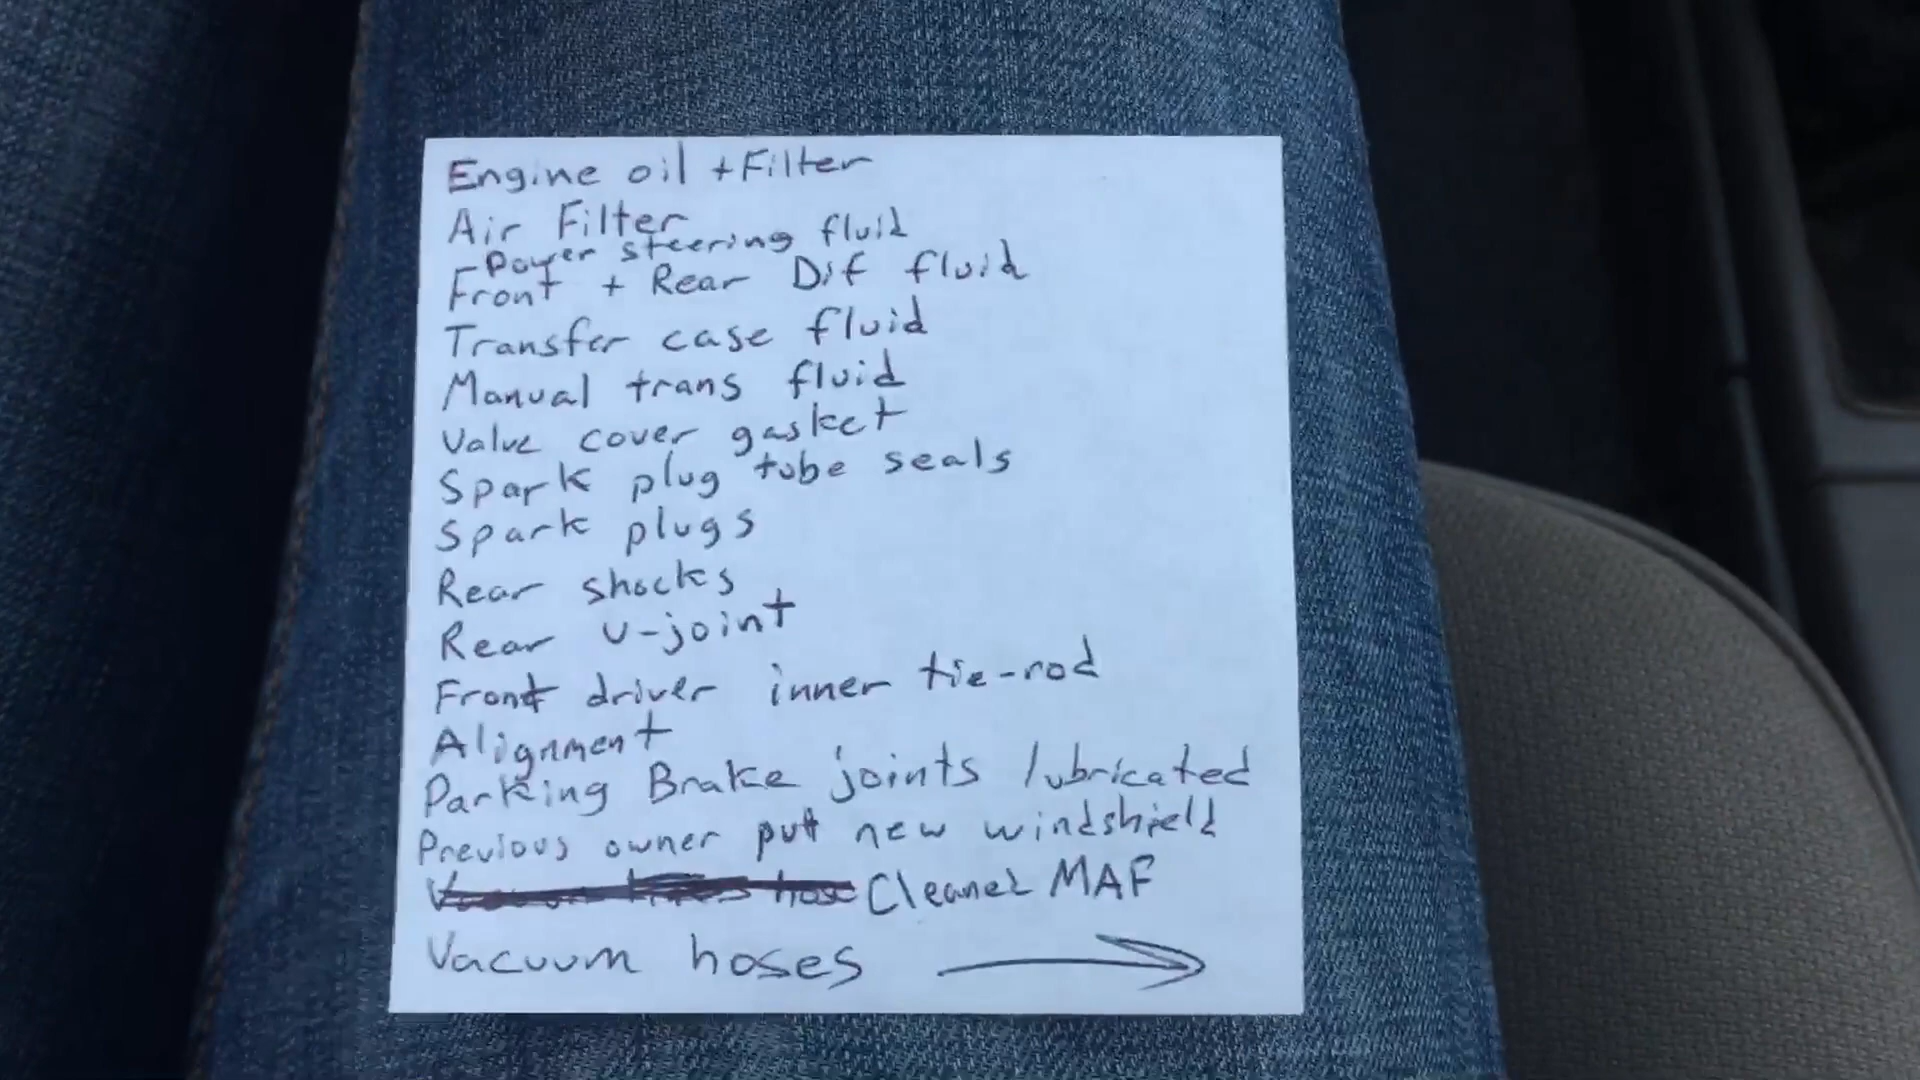 Engine oil + Filter
Air Filter
Power steering fluid
Front + Rear Dif fluid
Transfer case fluid
Manual trans fluid
Valve cover gasket
Spark plug tube seals
Spark plugs
Rear shocks
Rear U-joint
Front driver inner tie-rod
Alignment
Parking Brake joints lubricated
Previous owner put new windshield
Cleaned MAF
Vacuum hoses →